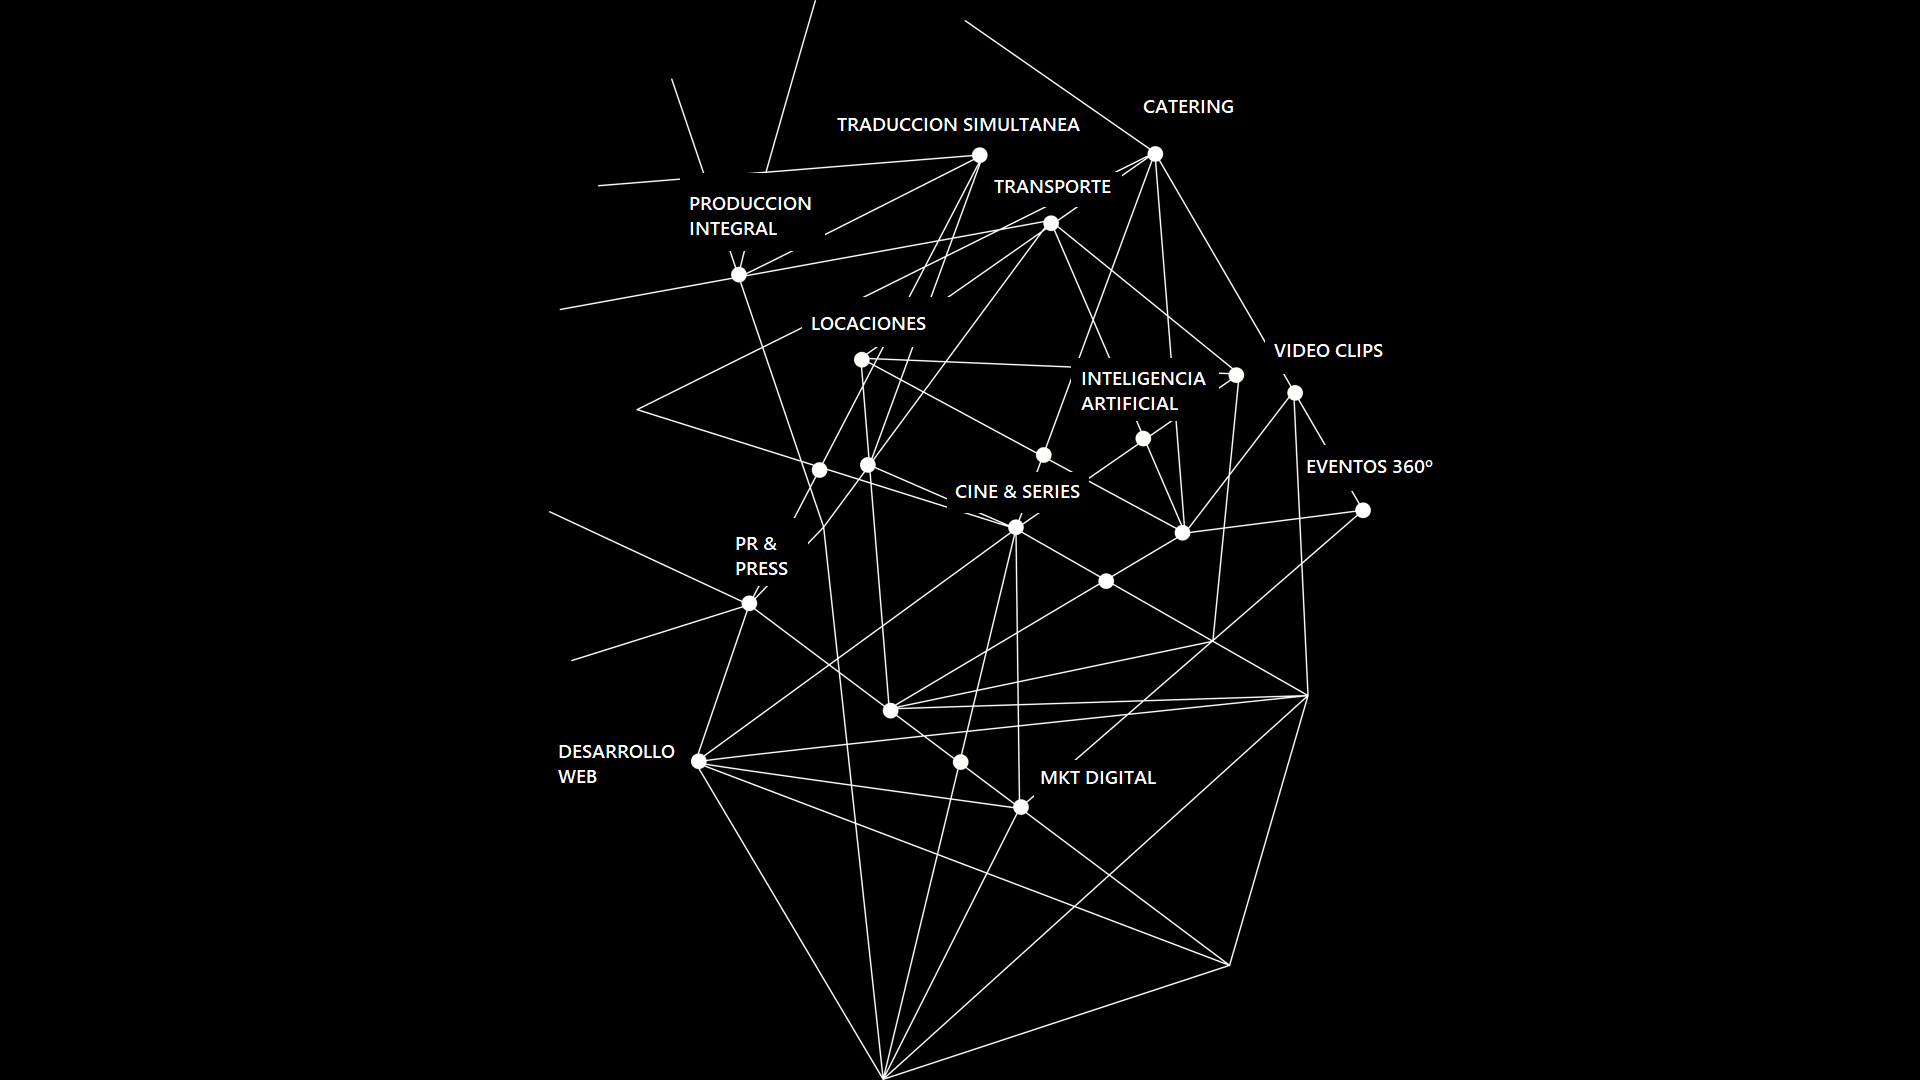 CATERING
TRADUCCION SIMULTANEA
TRANSPORTE
PRODUCCION
INTEGRAL
LOCACIONES
VIDEO CLIPS
INTELIGENCIA
ARTIFICIAL
EVENTOS 360º
CINE & SERIES
PR &
PRESS
DESARROLLO
WEB
MKT DIGITAL